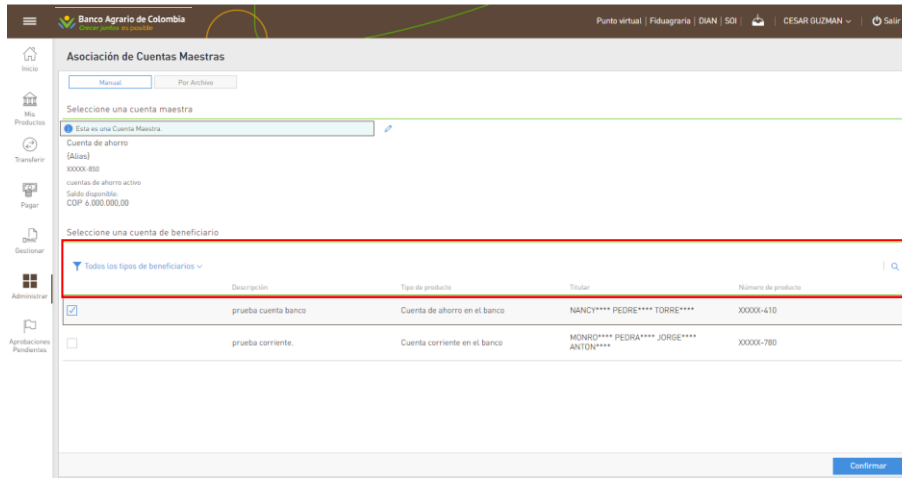 Banco Agrario de Colombia
Crecer juntos es posible
Punto virtual | Fiduagraria | DIAN | SOI | CESAR GUZMAN | Salir
Inicio
Mis
Productos
Transferir
Pagar
Gestionar
Administrar
Aprobaciones
Pendientes
Asociación de Cuentas Maestras
Manual Por Archivo
Seleccione una cuenta maestra
Esta es una Cuenta Maestra.
Cuenta de ahorro
(Alias)
XXXXX-850
cuentas de ahorro activo
Saldo disponible:
COP 6.000.000,00
Seleccione una cuenta de beneficiario
Todos los tipos de beneficiarios
Descripción Tipo de producto Titular Número de producto
prueba cuenta banco Cuenta de ahorro en el banco NANCY**** PEDRE**** TORRE**** XXXXX-410
prueba corriente. Cuenta corriente en el banco MONRO**** PEDRA**** JORGE**** ANTON**** XXXXX-780
Confirmar